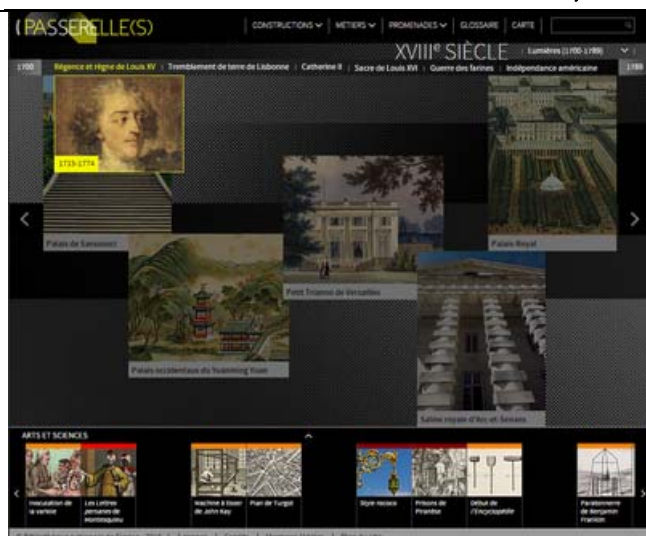 (PASSERELLE(S)
CONSTRUCTIONS
MÉTIERS
PROMENADES
GLOSSAIRE
CARTE
XVIIIe SIÈCLE
Lumières (1700-1789)
1700
Régence et règne de Louis XV | Tremblement de terre de Lisbonne | Catherine II | Sacre de Louis XVI | Guerre des farines | Indépendance américaine
1789
1723-1774
Palais de Sanssouci
Palais-Royal
Petit Trianon de Versailles
Palais occidentaux du Yuanming Yuan
Saline royale d'Arc-et-Senans
ARTS ET SCIENCES
Inoculation de la variole
Les Lettres persanes de Montesquieu
Machine à tisser de John Kay
Plan de Turgot
Style rocaille
Prisons de Piranèse
Début de l'Encyclopédie
Paratonnerre de Benjamin Franklin